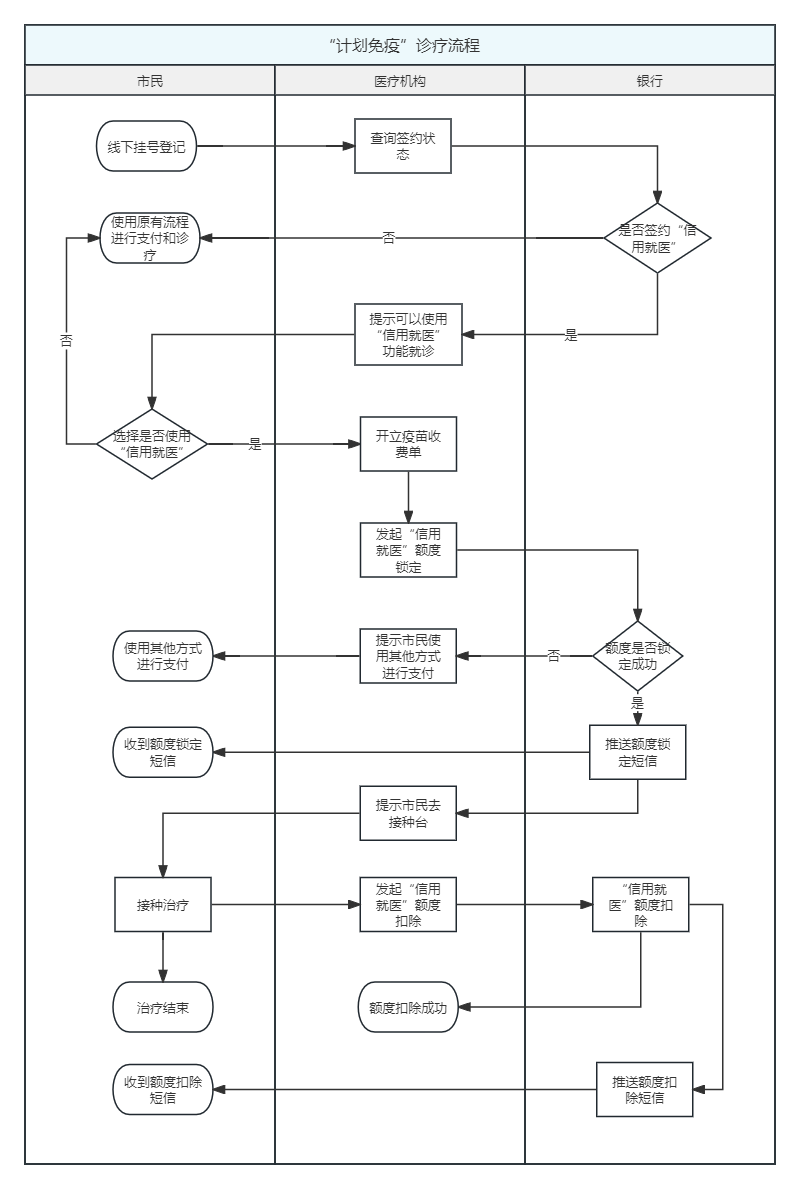 “计划免疫”诊疗流程
市民
医疗机构
银行
线下挂号登记
查询签约状
态
使用原有流程
进行支付和诊
疗
否
是否签约“信
用就医”
提示可以使用
“信用就医”
功能就诊
是
否
选择是否使用
“信用就医”
是
开立疫苗收
费单
发起“信用
就医”额度
锁定
使用其他方式
进行支付
提示市民使
用其他方式
进行支付
否
额度是否锁
定成功
是
收到额度锁定
短信
推送额度锁
定短信
提示市民去
接种台
接种治疗
发起“信用
就医”额度
扣除
“信用就
医”额度扣
除
治疗结束
额度扣除成功
收到额度扣除
短信
推送额度扣
除短信